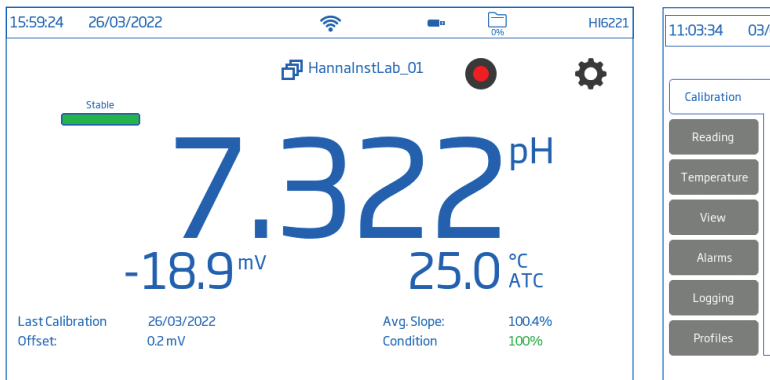 15:59:24 26/03/2022 0% HI6221
HannaInstLab_01
Stable
7.322 pH
-18.9 mV 25.0 °C ATC
Last Calibration 26/03/2022 Avg. Slope: 100.4%
Offset: 0.2 mV Condition 100%
11:03:34 03/
Calibration
Reading
Temperature
View
Alarms
Logging
Profiles